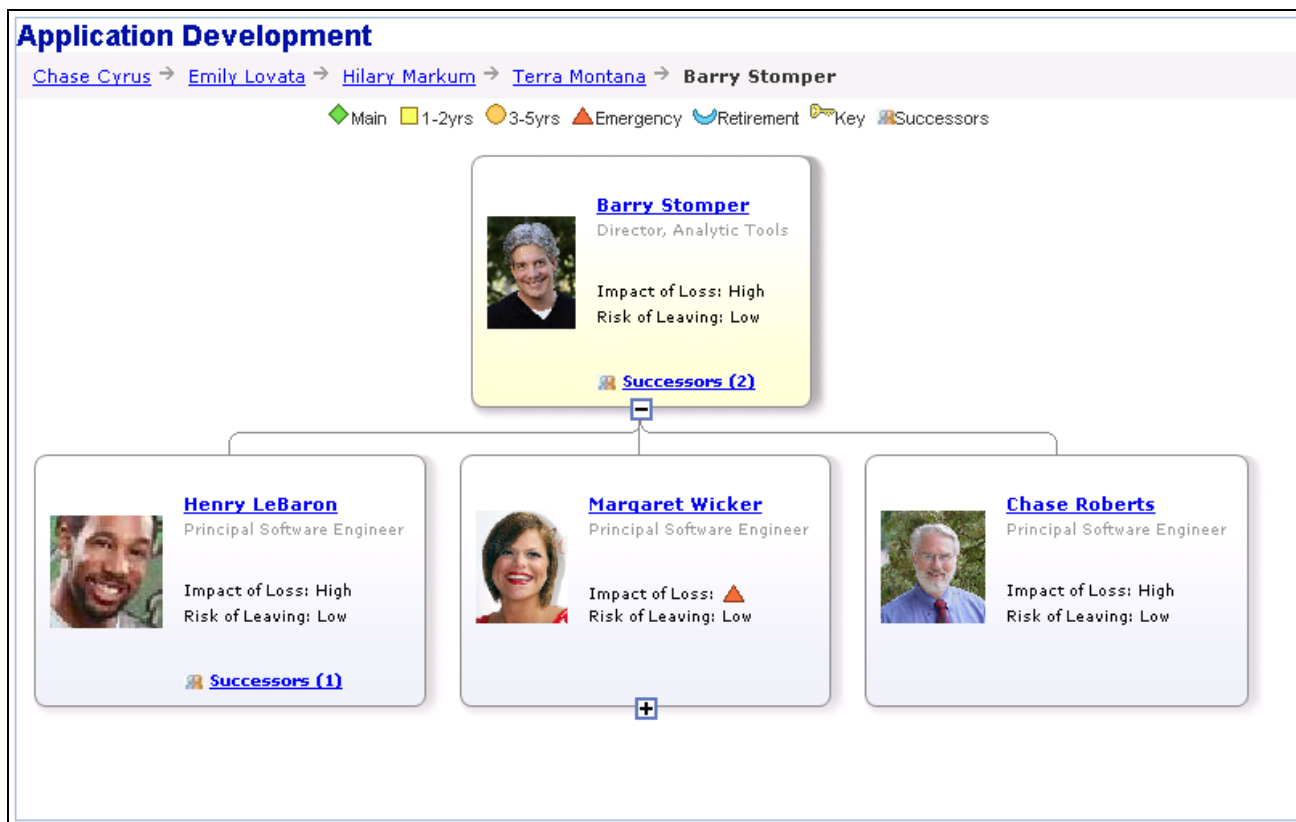 Application Development
Chase Cyrus Emily Lovata Hilary Markum Terra Montana Barry Stomper
Main 1-2yrs 3-5yrs Emergency Retirement Key Successors
Barry Stomper
Director, Analytic Tools
Impact of Loss: High
Risk of Leaving: Low
Successors (2)
Henry LeBaron
Principal Software Engineer
Impact of Loss: High
Risk of Leaving: Low
Successors (1)
Margaret Wicker
Principal Software Engineer
Impact of Loss:
Risk of Leaving: Low
Chase Roberts
Principal Software Engineer
Impact of Loss: High
Risk of Leaving: Low